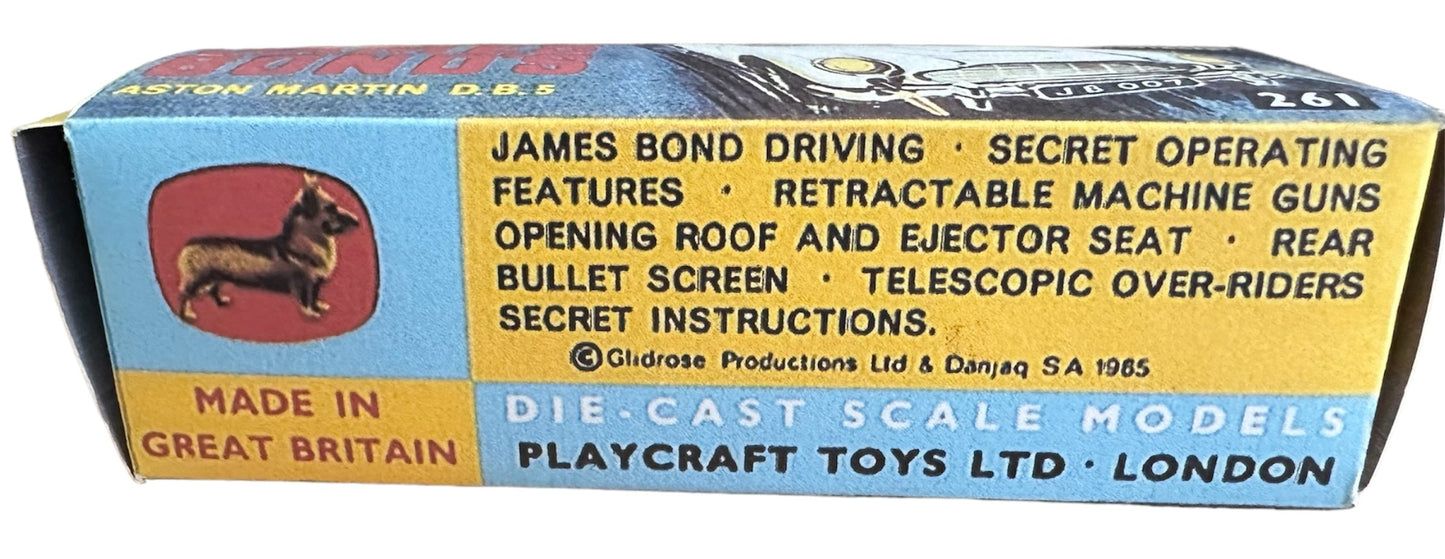 BOND'S
ASTON MARTIN D.B.5
JB 007
261
JAMES BOND DRIVING · SECRET OPERATING
FEATURES · RETRACTABLE MACHINE GUNS
OPENING ROOF AND EJECTOR SEAT · REAR
BULLET SCREEN · TELESCOPIC OVER-RIDERS
SECRET INSTRUCTIONS.
©Glidrose Productions Ltd & Danjaq SA 1965
MADE IN
GREAT BRITAIN
DIE-CAST SCALE MODELS
PLAYCRAFT TOYS LTD · LONDON